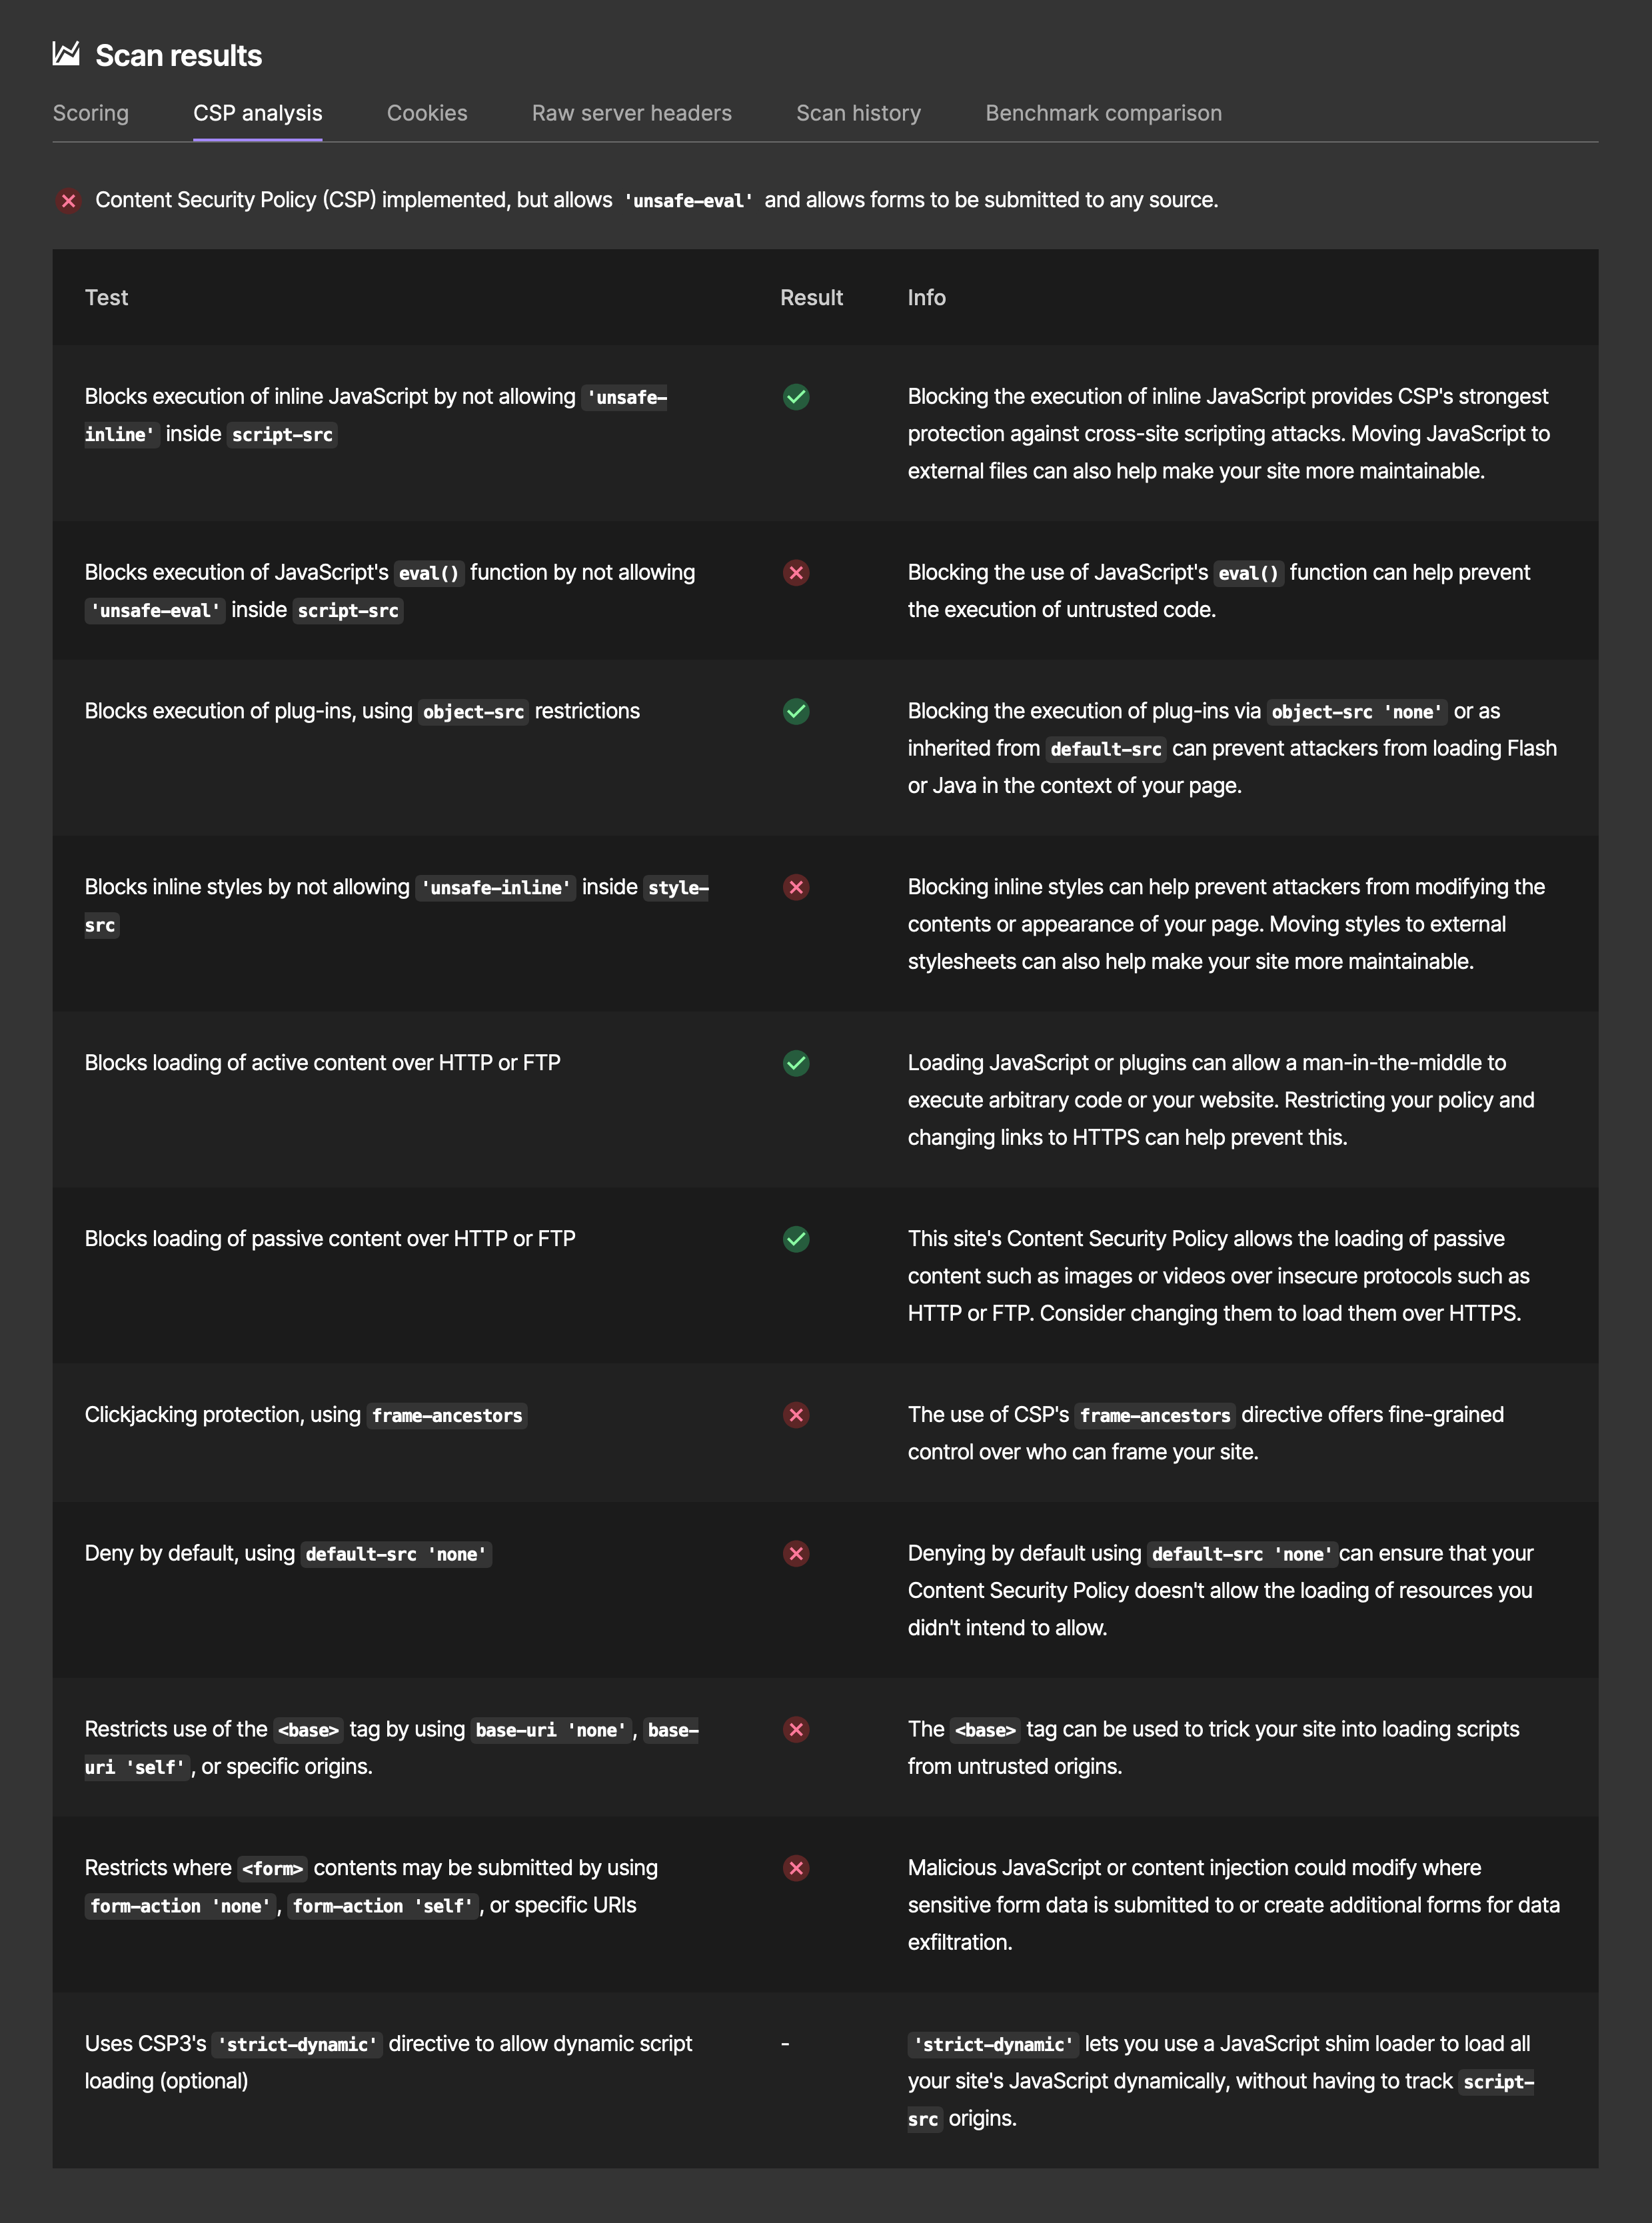 Scan results
Scoring CSP analysis Cookies Raw server headers Scan history Benchmark comparison
Content Security Policy (CSP) implemented, but allows 'unsafe-eval' and allows forms to be submitted to any source.
Test Result Info
Blocks execution of inline JavaScript by not allowing 'unsafe-
inline' inside script-src
Blocking the execution of inline JavaScript provides CSP's strongest
protection against cross-site scripting attacks. Moving JavaScript to
external files can also help make your site more maintainable.
Blocks execution of JavaScript's eval() function by not allowing
'unsafe-eval' inside script-src
Blocking the use of JavaScript's eval() function can help prevent
the execution of untrusted code.
Blocks execution of plug-ins, using object-src restrictions
Blocking the execution of plug-ins via object-src 'none' or as
inherited from default-src can prevent attackers from loading Flash
or Java in the context of your page.
Blocks inline styles by not allowing 'unsafe-inline' inside style-
src
Blocking inline styles can help prevent attackers from modifying the
contents or appearance of your page. Moving styles to external
stylesheets can also help make your site more maintainable.
Blocks loading of active content over HTTP or FTP
Loading JavaScript or plugins can allow a man-in-the-middle to
execute arbitrary code or your website. Restricting your policy and
changing links to HTTPS can help prevent this.
Blocks loading of passive content over HTTP or FTP
This site's Content Security Policy allows the loading of passive
content such as images or videos over insecure protocols such as
HTTP or FTP. Consider changing them to load them over HTTPS.
Clickjacking protection, using frame-ancestors
The use of CSP's frame-ancestors directive offers fine-grained
control over who can frame your site.
Deny by default, using default-src 'none'
Denying by default using default-src 'none' can ensure that your
Content Security Policy doesn't allow the loading of resources you
didn't intend to allow.
Restricts use of the <base> tag by using base-uri 'none', base-
uri 'self', or specific origins.
The <base> tag can be used to trick your site into loading scripts
from untrusted origins.
Restricts where <form> contents may be submitted by using
form-action 'none', form-action 'self', or specific URIs
Malicious JavaScript or content injection could modify where
sensitive form data is submitted to or create additional forms for data
exfiltration.
Uses CSP3's 'strict-dynamic' directive to allow dynamic script
loading (optional)
-
'strict-dynamic' lets you use a JavaScript shim loader to load all
your site's JavaScript dynamically, without having to track script-
src origins.